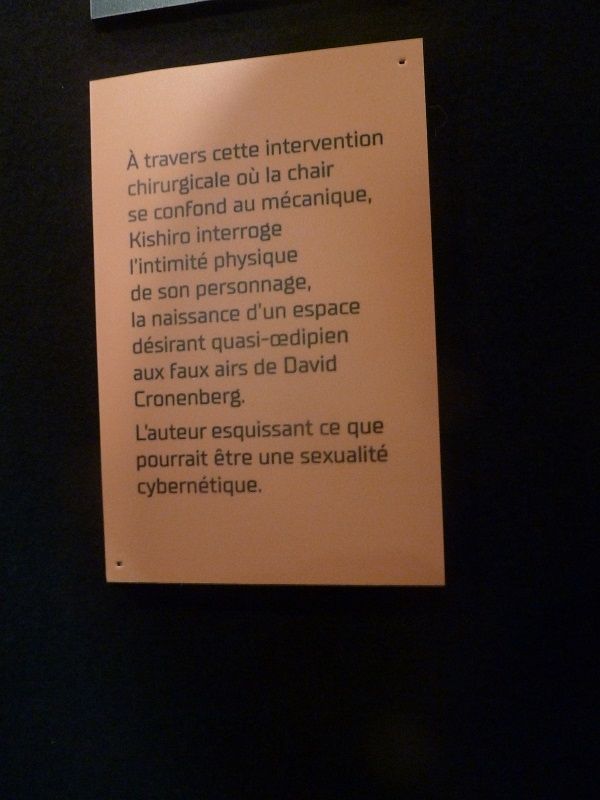 À travers cette intervention
chirurgicale où la chair
se confond au mécanique,
Kishiro interroge
l'intimité physique
de son personnage,
la naissance d'un espace
désirant quasi-œdipien
aux faux airs de David
Cronenberg.
L'auteur esquissant ce que
pourrait être une sexualité
cybernétique.